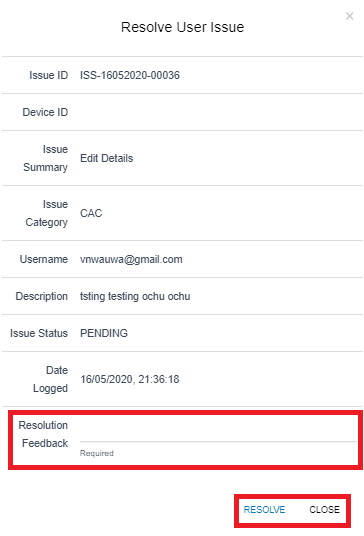 ×
Resolve User Issue
Issue ID ISS-16052020-00036
Device ID
Issue
Summary Edit Details
Issue
Category CAC
Username vnwauwa@gmail.com
Description tsting testing ochu ochu
Issue Status PENDING
Date
Logged 16/05/2020, 21:36:18
Resolution
Feedback
Required
RESOLVE CLOSE